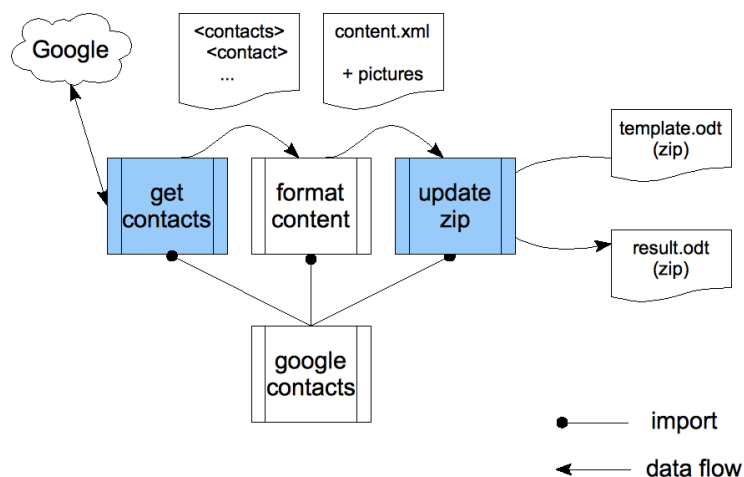 Google
<contacts>
<contact>
...
content.xml
+ pictures
template.odt
(zip)
get
contacts
format
content
update
zip
result.odt
(zip)
google
contacts
import
data flow